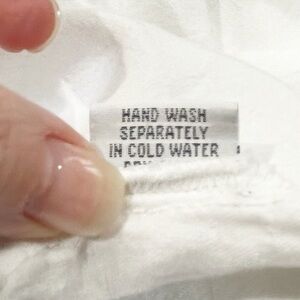 HAND WASH
SEPARATELY
IN COLD WATER